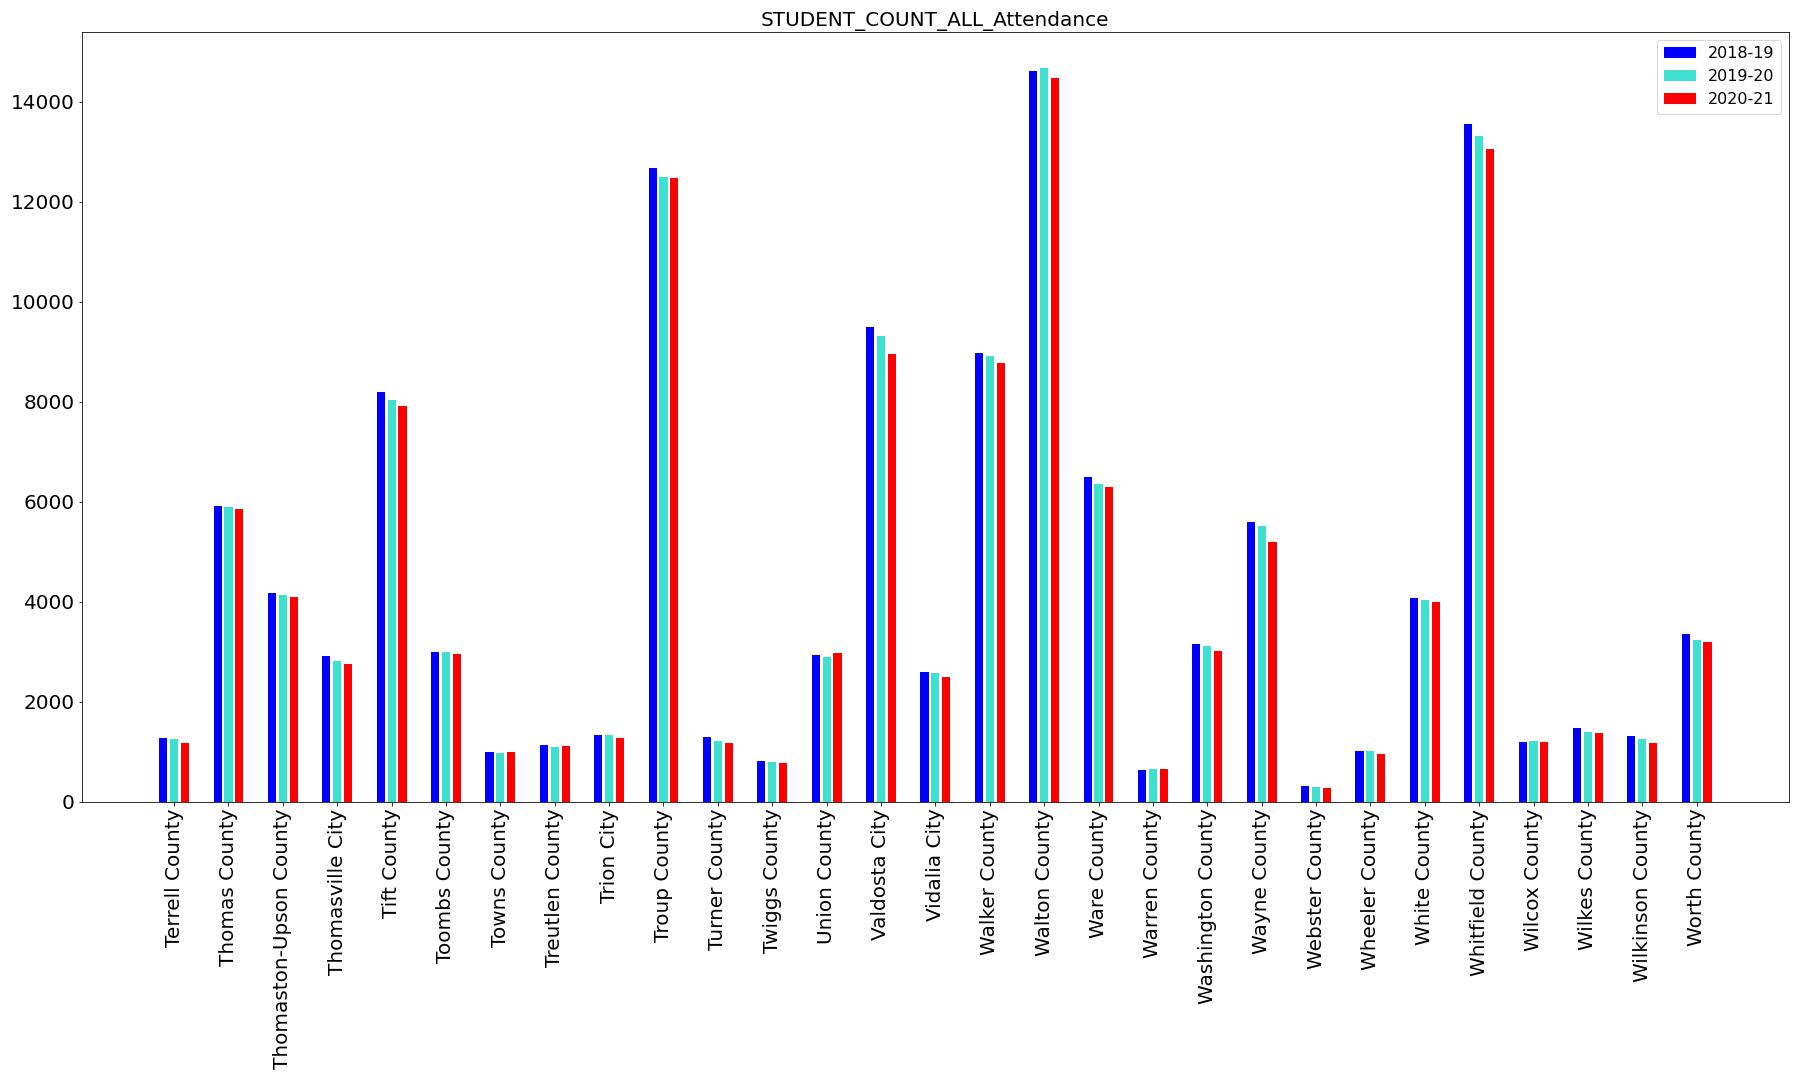 STUDENT_COUNT_ALL_Attendance
2018-19
2019-20
2020-21
14000
12000
10000
8000
6000
4000
2000
0
Terrell County
Thomas County
Thomaston-Upson County
Thomasville City
Tift County
Toombs County
Towns County
Treutlen County
Trion City
Troup County
Turner County
Twiggs County
Union County
Valdosta City
Vidalia City
Walker County
Walton County
Ware County
Warren County
Washington County
Wayne County
Webster County
Wheeler County
White County
Whitfield County
Wilcox County
Wilkes County
Wilkinson County
Worth County